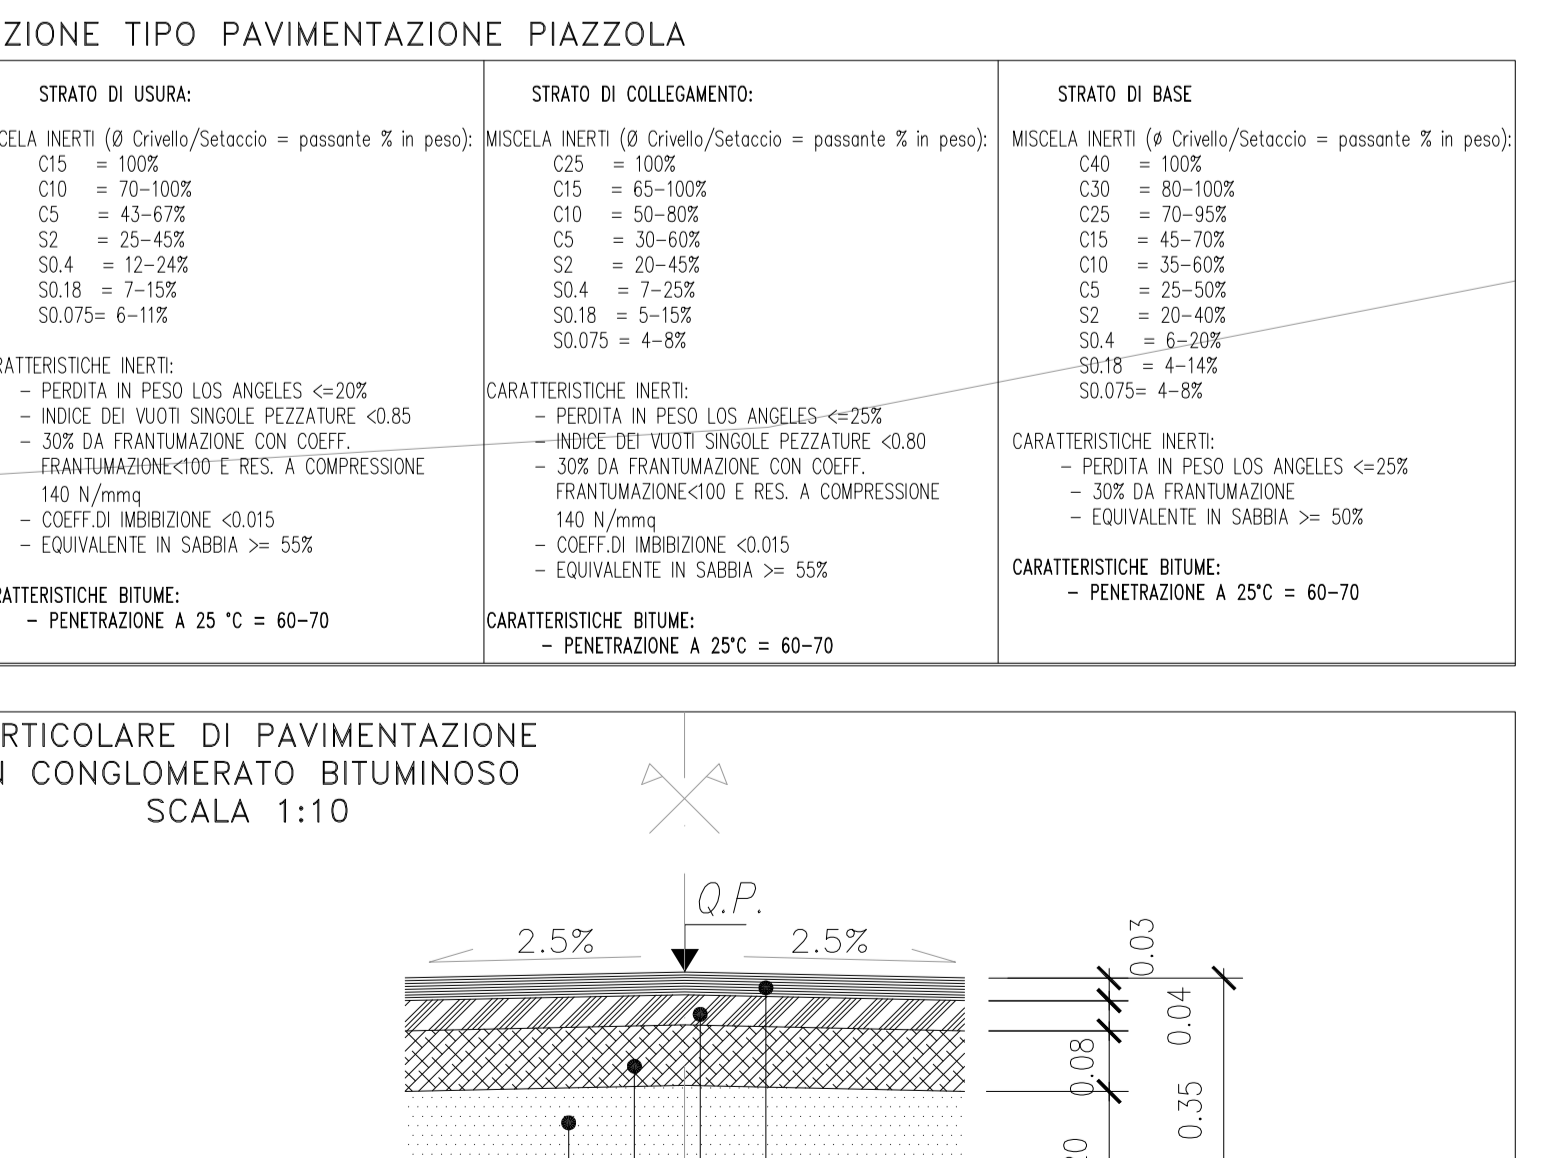 ZIONE TIPO PAVIMENTAZIONE PIAZZOLA
STRATO DI USURA:
CELA INERTI (Ø Crivello/Setaccio = passante % in peso):
C15 = 100%
C10 = 70-100%
C5 = 43-67%
S2 = 25-45%
S0.4 = 12-24%
S0.18 = 7-15%
S0.075= 6-11%
RATTERISTICHE INERTI:
- PERDITA IN PESO LOS ANGELES <=20%
- INDICE DEI VUOTI SINGOLE PEZZATURE <0.85
- 30% DA FRANTUMAZIONE CON COEFF.
FRANTUMAZIONE<100 E RES. A COMPRESSIONE
140 N/mmq
- COEFF.DI IMBIBIZIONE <0.015
- EQUIVALENTE IN SABBIA >= 55%
RATTERISTICHE BITUME:
- PENETRAZIONE A 25 °C = 60-70
STRATO DI COLLEGAMENTO:
MISCELA INERTI (Ø Crivello/Setaccio = passante % in peso):
C25 = 100%
C15 = 65-100%
C10 = 50-80%
C5 = 30-60%
S2 = 20-45%
S0.4 = 7-25%
S0.18 = 5-15%
S0.075 = 4-8%
CARATTERISTICHE INERTI:
- PERDITA IN PESO LOS ANGELES <=25%
- INDICE DEI VUOTI SINGOLE PEZZATURE <0.80
- 30% DA FRANTUMAZIONE CON COEFF.
FRANTUMAZIONE<100 E RES. A COMPRESSIONE
140 N/mmq
- COEFF.DI IMBIBIZIONE <0.015
- EQUIVALENTE IN SABBIA >= 55%
CARATTERISTICHE BITUME:
- PENETRAZIONE A 25°C = 60-70
STRATO DI BASE
MISCELA INERTI (Ø Crivello/Setaccio = passante % in peso):
C40 = 100%
C30 = 80-100%
C25 = 70-95%
C15 = 45-70%
C10 = 35-60%
C5 = 25-50%
S2 = 20-40%
S0.4 = 6-20%
S0.18 = 4-14%
S0.075= 4-8%
CARATTERISTICHE INERTI:
- PERDITA IN PESO LOS ANGELES <=25%
- 30% DA FRANTUMAZIONE
- EQUIVALENTE IN SABBIA >= 50%
CARATTERISTICHE BITUME:
- PENETRAZIONE A 25°C = 60-70
RTICOLARE DI PAVIMENTAZIONE
CONGLOMERATO BITUMINOSO
SCALA 1:10
Q.P.
2.5%
2.5%
0.03
0.04
0.08
0.35